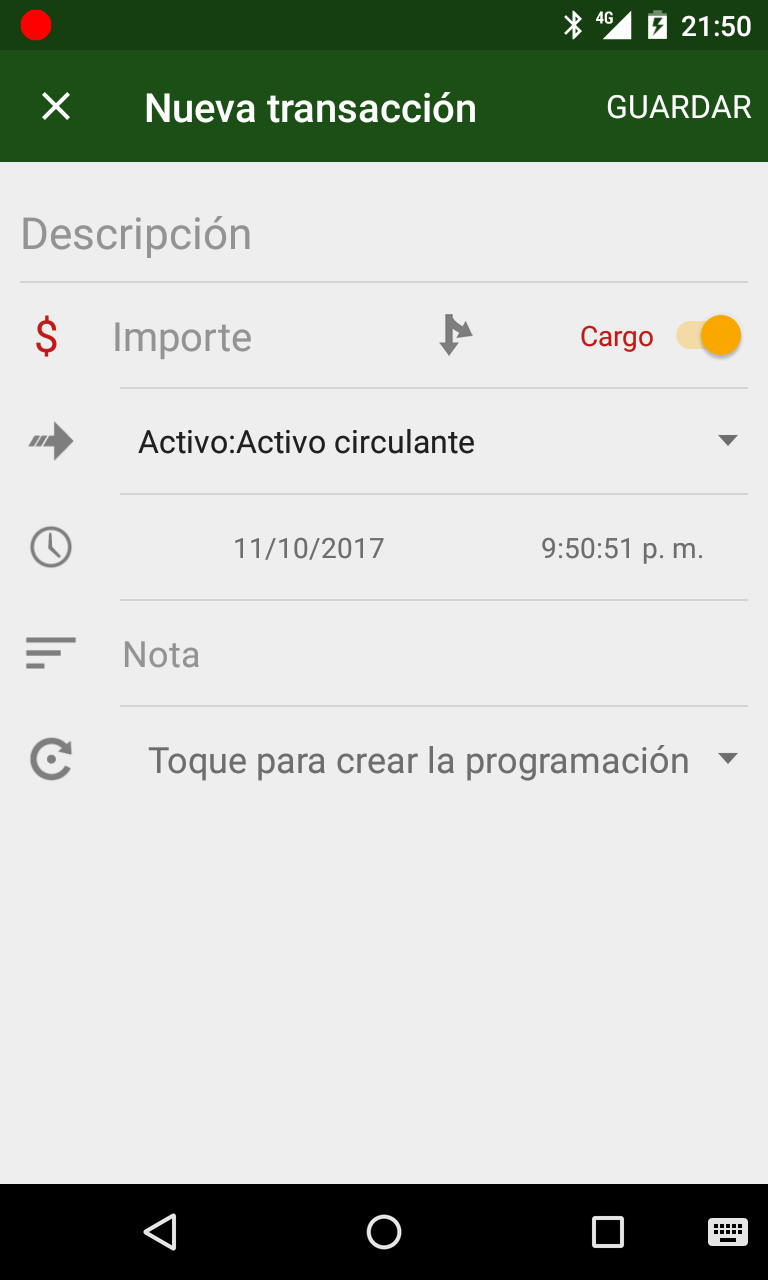 4G 21:50
Nueva transacción GUARDAR
Descripción
$ Importe Cargo
Activo:Activo circulante
11/10/2017 9:50:51 p. m.
Nota
Toque para crear la programación